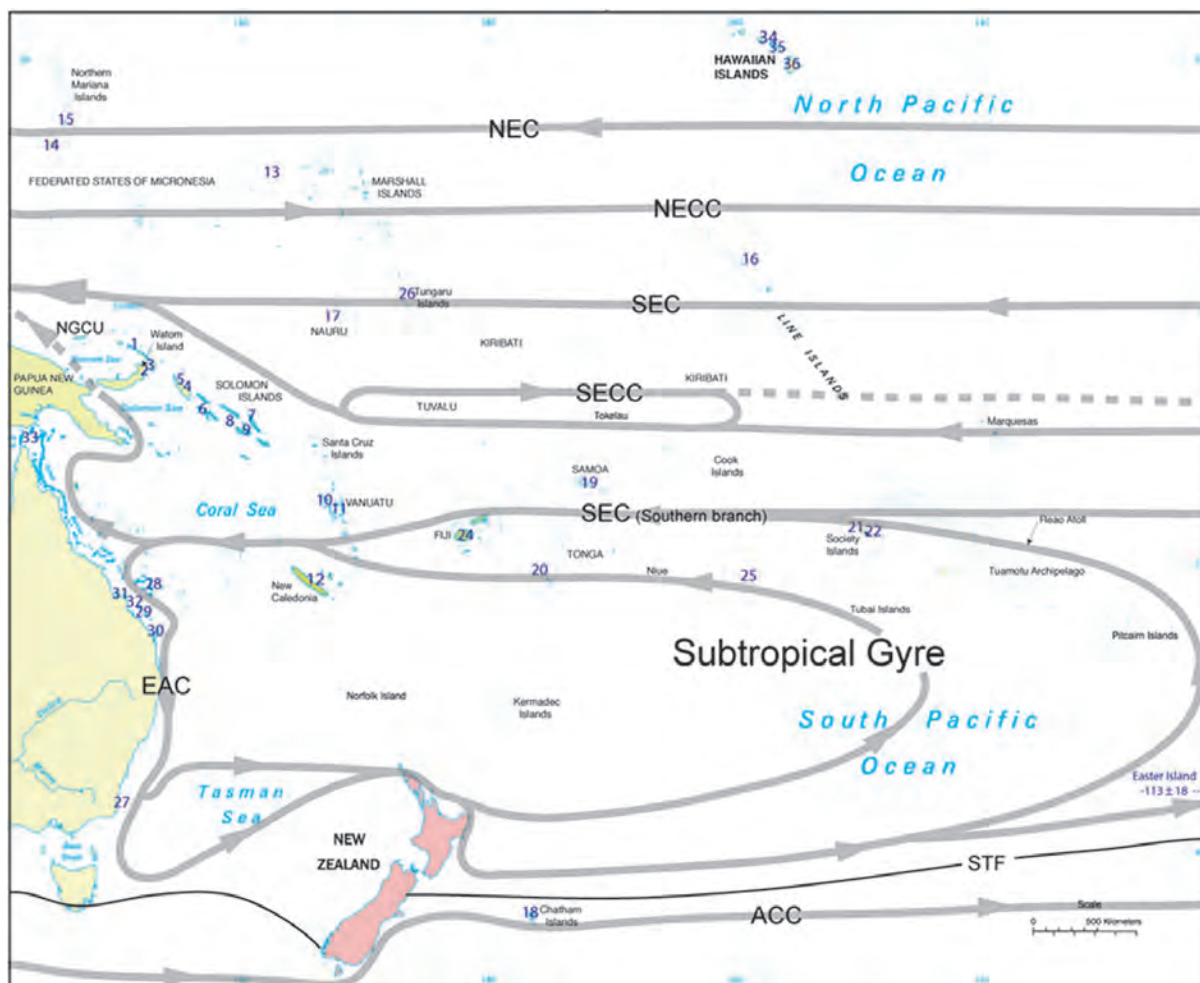 34
35
HAWAIIAN
ISLANDS
36
Northern
Mariana
Islands
North Pacific
Ocean
15
NEC
14
13
FEDERATED STATES OF MICRONESIA
MARSHALL
ISLANDS
NECC
16
26
Tungaru
Islands
SEC
17
NAURU
NGCU
1
Watom
Island
KIRIBATI
LINE ISLANDS
2
3
PAPUA NEW
GUINEA
5
4
SOLOMON
ISLANDS
KIRIBATI
SECC
Solomon Sea
6
7
8
9
TUVALU
Tokelau
Marquesas
33
Santa Cruz
Islands
Cook
Islands
SAMOA
19
10
11
VANUATU
Coral Sea
SEC (Southern branch)
21
22
Society
Islands
Reao Atoll
FIJI
24
TONGA
12
New
Caledonia
20
Niue
25
Tuamotu Archipelago
28
31
32
29
30
Tubai Islands
Pitcairn Islands
Subtropical Gyre
EAC
Norfolk Island
Kermadec
Islands
South Pacific
Ocean
27
Tasman
Sea
Easter Island
-113±18 --
NEW
ZEALAND
STF
18
Chatham
Islands
ACC
Scale
0 500 Kilometers